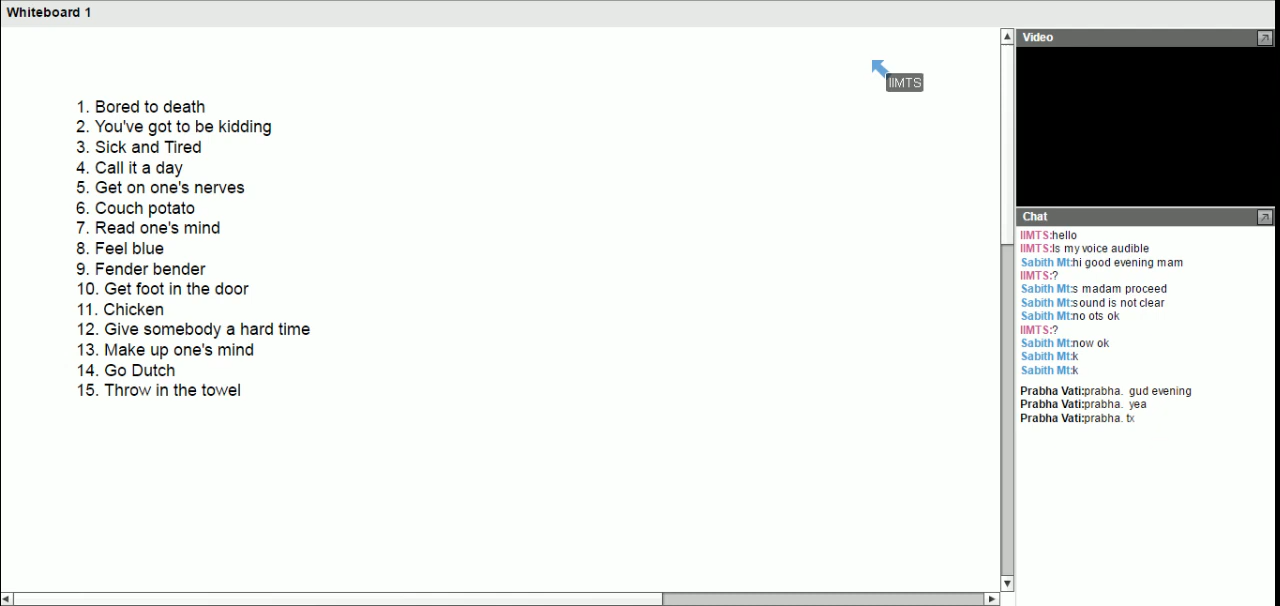 Whiteboard 1
IIMTS
1. Bored to death
2. You've got to be kidding
3. Sick and Tired
4. Call it a day
5. Get on one's nerves
6. Couch potato
7. Read one's mind
8. Feel blue
9. Fender bender
10. Get foot in the door
11. Chicken
12. Give somebody a hard time
13. Make up one's mind
14. Go Dutch
15. Throw in the towel
Video
Chat
IIMTS:hello
IIMTS:Is my voice audible
Sabith Mt:hi good evening mam
IIMTS:?
Sabith Mt:s madam proceed
Sabith Mt:sound is not clear
Sabith Mt:no ots ok
IIMTS:?
Sabith Mt:now ok
Sabith Mt:k
Sabith Mt:k
Prabha Vati:prabha. gud evening
Prabha Vati:prabha. yea
Prabha Vati:prabha. tx